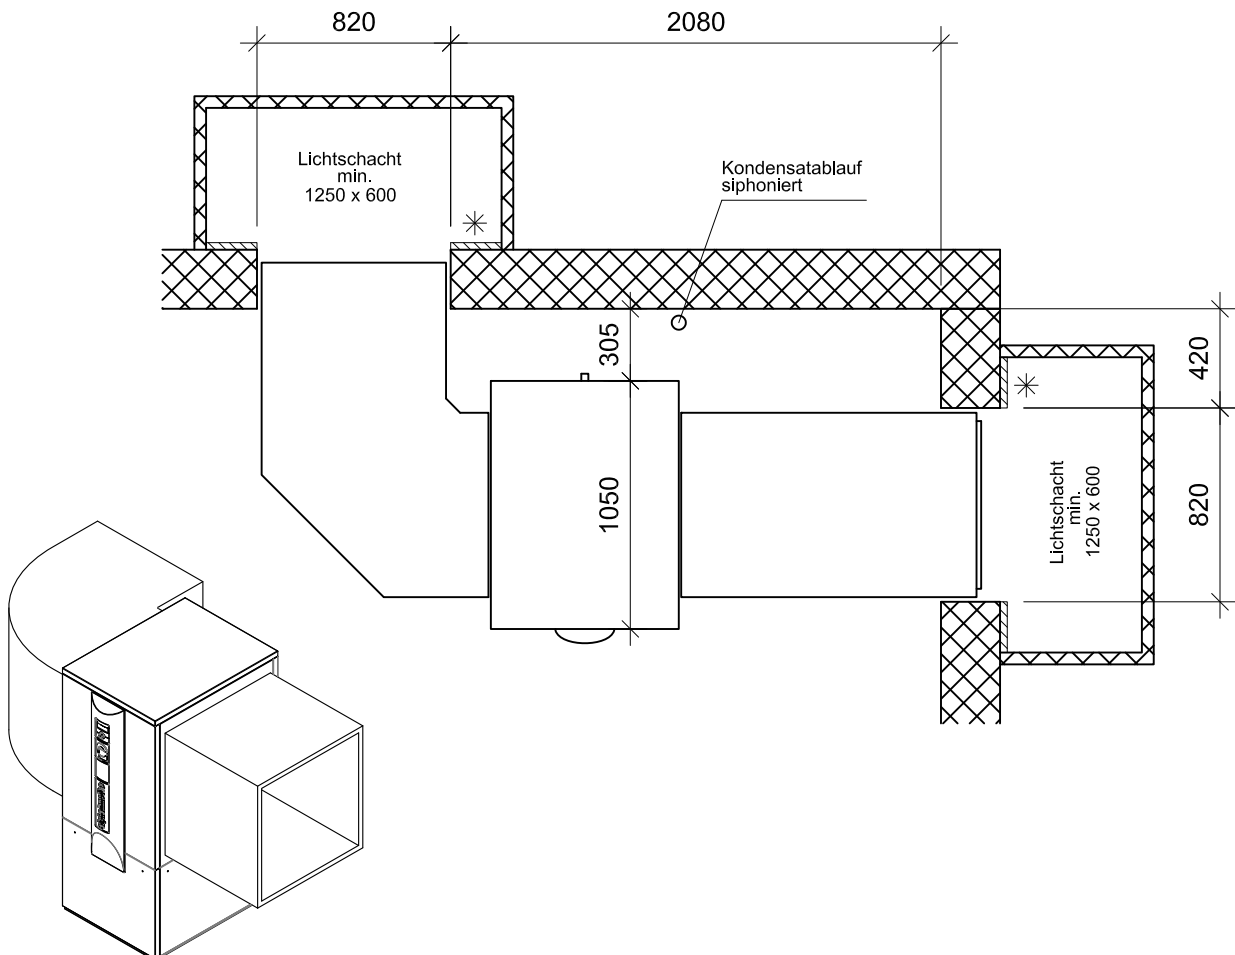 820
2080
Lichtschacht
min.
1250 x 600
Kondensatablauf
siphoniert
305
420
1050
820
Lichtschacht
min.
1250 x 600